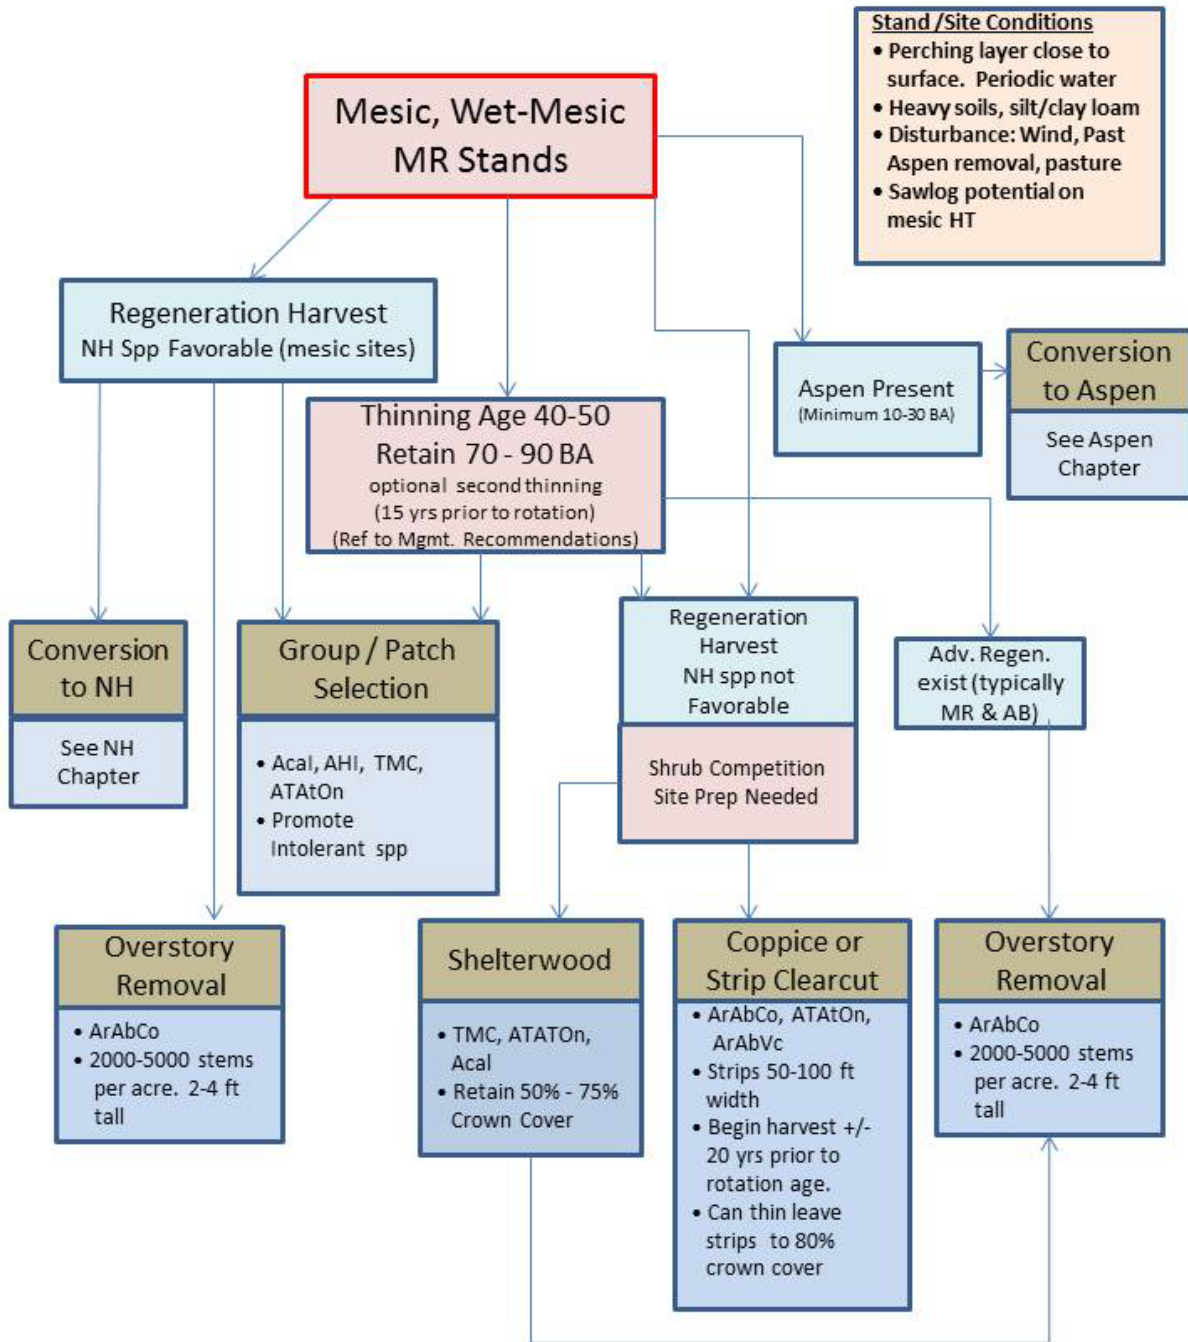 Stand /Site Conditions
• Perching layer close to
surface. Periodic water
• Heavy soils, silt/clay loam
• Disturbance: Wind, Past
Aspen removal, pasture
• Sawlog potential on
mesic HT
Mesic, Wet-Mesic
MR Stands
Regeneration Harvest
NH Spp Favorable (mesic sites)
Thinning Age 40-50
Retain 70 - 90 BA
optional second thinning
(15 yrs prior to rotation)
(Ref to Mgmt. Recommendations)
Aspen Present
(Minimum 10-30 BA)
Conversion
to Aspen
See Aspen
Chapter
Conversion
to NH
See NH
Chapter
Group / Patch
Selection
• AcaI, AHI, TMC,
ATAtOn
• Promote
Intolerant spp
Regeneration
Harvest
NH spp not
Favorable
Shrub Competition
Site Prep Needed
Adv. Regen.
exist (typically
MR & AB)
Overstory
Removal
• ArAbCo
• 2000-5000 stems
per acre. 2-4 ft
tall
Shelterwood
• TMC, ATATOn,
AcaI
• Retain 50% - 75%
Crown Cover
Coppice or
Strip Clearcut
• ArAbCo, ATAtOn,
ArAbVc
• Strips 50-100 ft
width
• Begin harvest +/-
20 yrs prior to
rotation age.
• Can thin leave
strips to 80%
crown cover
Overstory
Removal
• ArAbCo
• 2000-5000 stems
per acre. 2-4 ft
tall